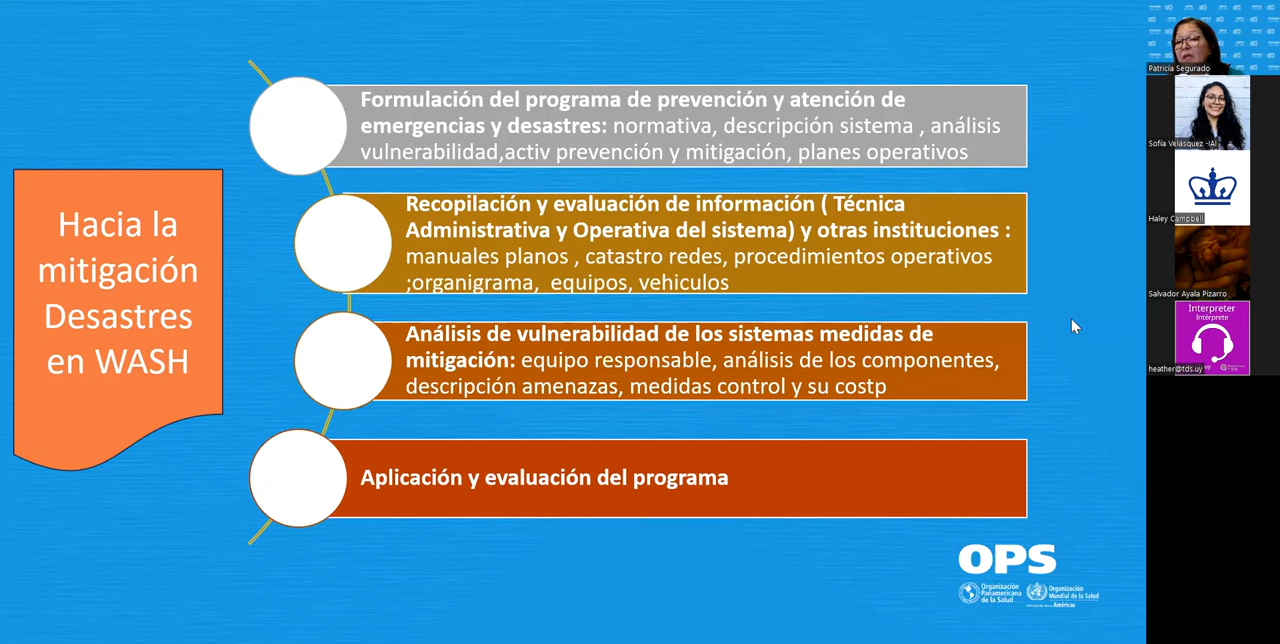 Hacia la
mitigación
Desastres
en WASH
Formulación del programa de prevención y atención de
emergencias y desastres: normativa, descripción sistema , análisis
vulnerabilidad,activ prevención y mitigación, planes operativos
Recopilación y evaluación de información ( Técnica
Administrativa y Operativa del sistema) y otras instituciones :
manuales planos , catastro redes, procedimientos operativos
;organigrama, equipos, vehiculos
Análisis de vulnerabilidad de los sistemas medidas de
mitigación: equipo responsable, análisis de los componentes,
descripción amenazas, medidas control y su costp
Aplicación y evaluación del programa
OPS
Organización
Panamericana
de la Salud
Organización
Mundial de la Salud
Américas
Patricia Segurado
Sofía Velásquez -IAI
Haley Campbell
Salvador Ayala Pizarro
Interpreter
Intérprete
heather@tds.uy